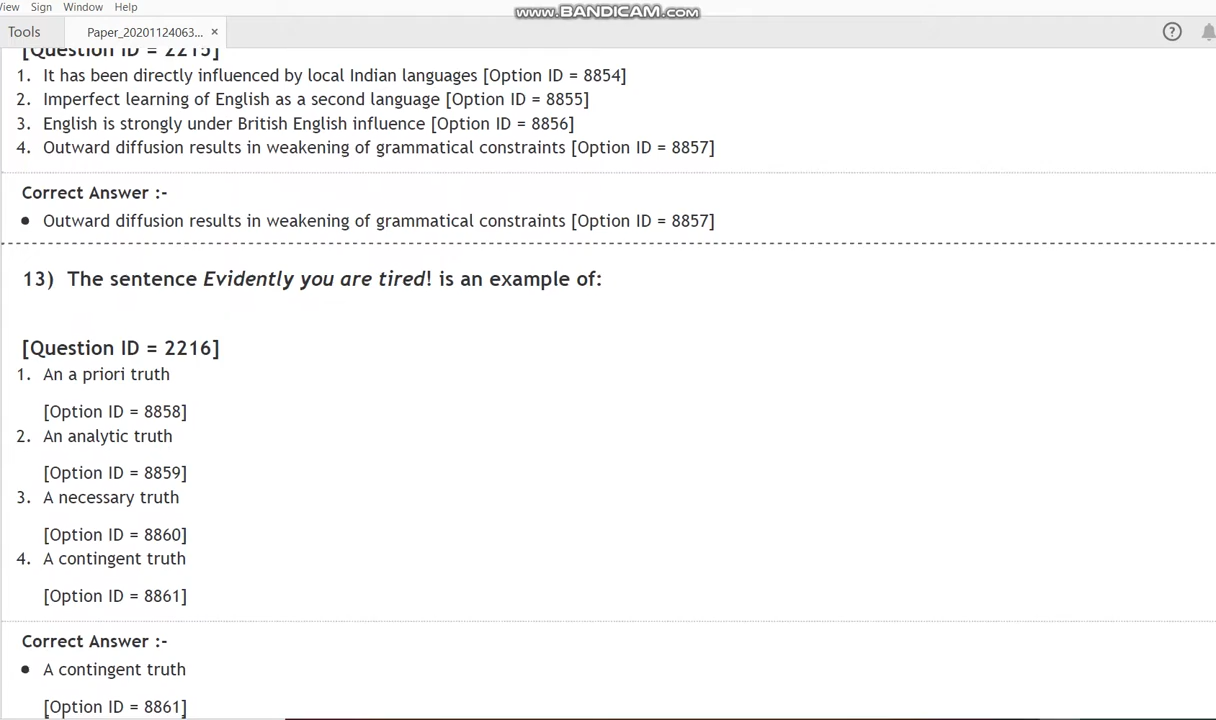 View Sign Window Help
www.BANDICAM.com
Tools Paper_20201124063... ×
[Question ID = 2215]
1. It has been directly influenced by local Indian languages [Option ID = 8854]
2. Imperfect learning of English as a second language [Option ID = 8855]
3. English is strongly under British English influence [Option ID = 8856]
4. Outward diffusion results in weakening of grammatical constraints [Option ID = 8857]
Correct Answer :-
• Outward diffusion results in weakening of grammatical constraints [Option ID = 8857]
13) The sentence Evidently you are tired! is an example of:
[Question ID = 2216]
1. An a priori truth
[Option ID = 8858]
2. An analytic truth
[Option ID = 8859]
3. A necessary truth
[Option ID = 8860]
4. A contingent truth
[Option ID = 8861]
Correct Answer :-
• A contingent truth
[Option ID = 8861]